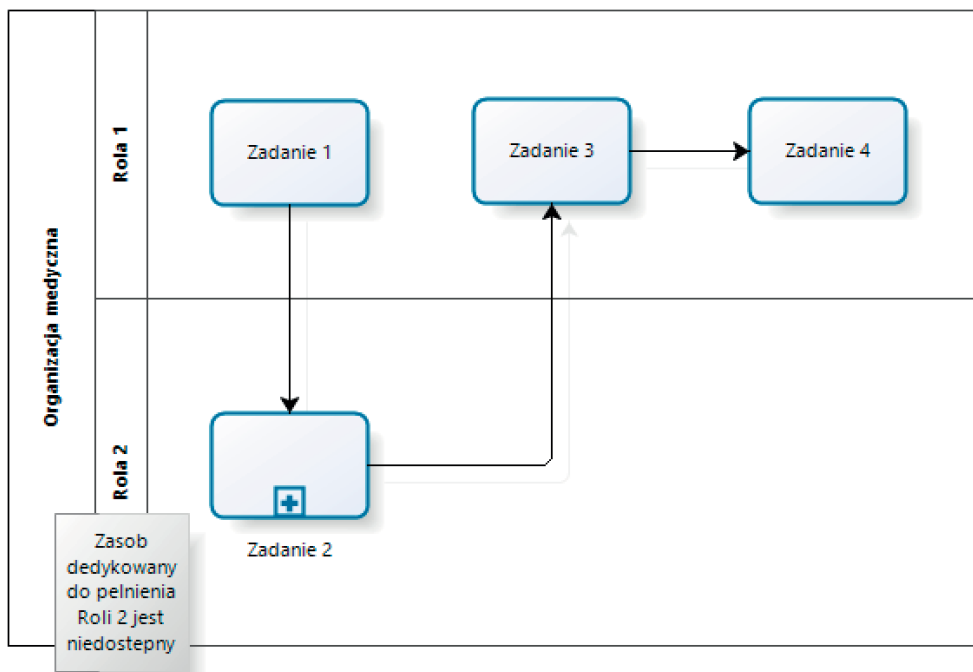 Organizacja medyczna
Rola 1
Zadanie 1
Zadanie 3
Zadanie 4
Rola 2
Zadanie 2
Zasob
dedykowany
do pelnienia
Roli 2 jest
niedostepny